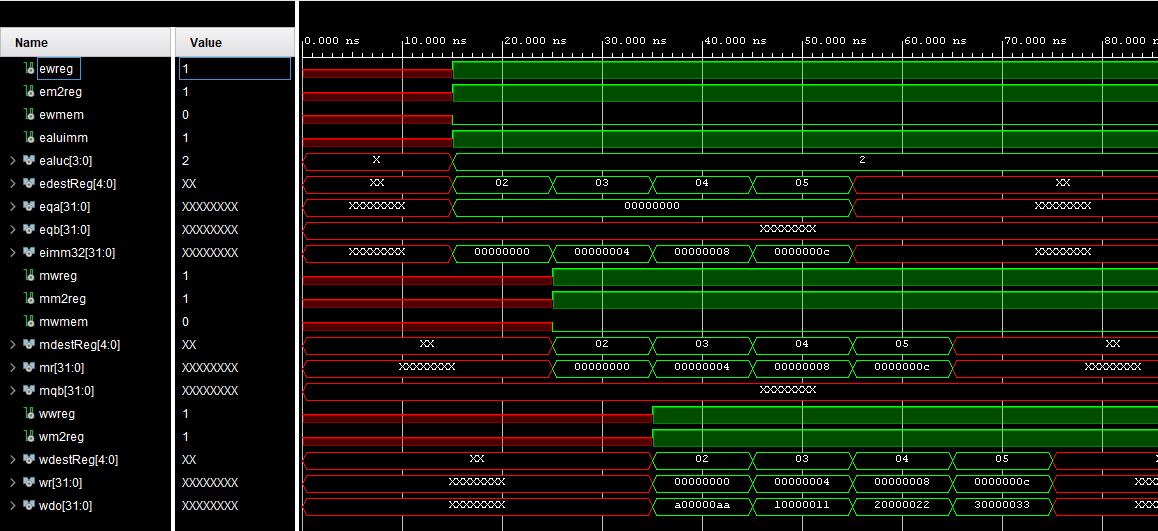 Name Value
0.000 ns 10.000 ns 20.000 ns 30.000 ns 40.000 ns 50.000 ns 60.000 ns 70.000 ns 80.000
ewreg 1
em2reg 1
ewmem 0
ealuimm 1
ealuc[3:0] 2 X 2
edestReg[4:0] XX XX 02 03 04 05 XX
eqa[31:0] XXXXXXXX XXXXXXXX 00000000 XXXXXXXX
eqb[31:0] XXXXXXXX XXXXXXXX
eimm32[31:0] XXXXXXXX XXXXXXXX 00000000 00000004 00000008 0000000c XXXXXXXX
mwreg 1
mm2reg 1
mwmem 0
mdestReg[4:0] XX XX 02 03 04 05 XX
mr[31:0] XXXXXXXX XXXXXXXX 00000000 00000004 00000008 0000000c XXXXXXXX
mqb[31:0] XXXXXXXX XXXXXXXX
wwreg 1
wm2reg 1
wdestReg[4:0] XX XX 02 03 04 05
wr[31:0] XXXXXXXX XXXXXXXX 00000000 00000004 00000008 0000000c XXXX
wdo[31:0] XXXXXXXX XXXXXXXX a00000aa 10000011 20000022 30000033 XXXX